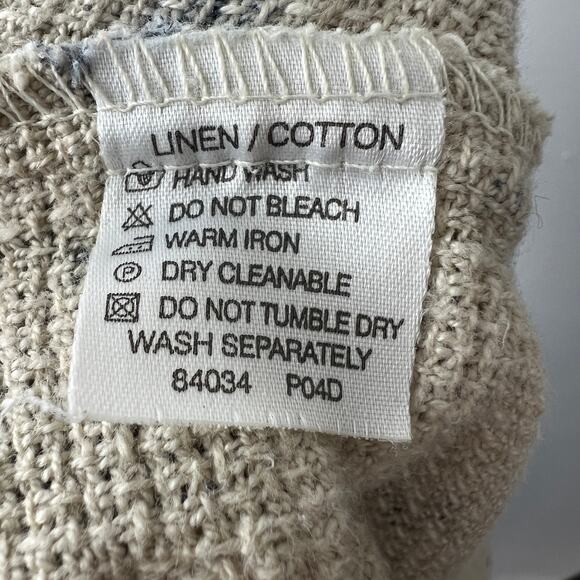 LINEN / COTTON
HAND WASH
DO NOT BLEACH
WARM IRON
P DRY CLEANABLE
DO NOT TUMBLE DRY
WASH SEPARATELY
84034 P04D